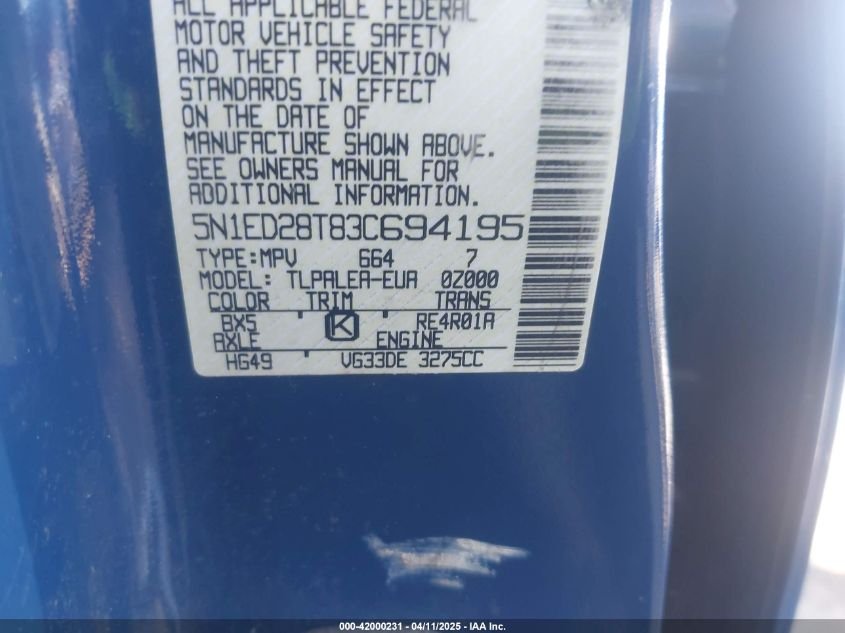 ALL APPLICABLE FEDERAL
MOTOR VEHICLE SAFETY
AND THEFT PREVENTION
STANDARDS IN EFFECT
ON THE DATE OF
MANUFACTURE SHOWN ABOVE.
SEE OWNERS MANUAL FOR
ADDITIONAL INFORMATION.
5N1ED28T83C694195
TYPE:MPV 664 7
MODEL: TLPALEA-EUA 0Z000
COLOR TRIM TRANS
BX5 K RE4R01A
AXLE ENGINE
HG49 VG33DE 3275CC
000-42000231 - 04/11/2025 - IAA Inc.